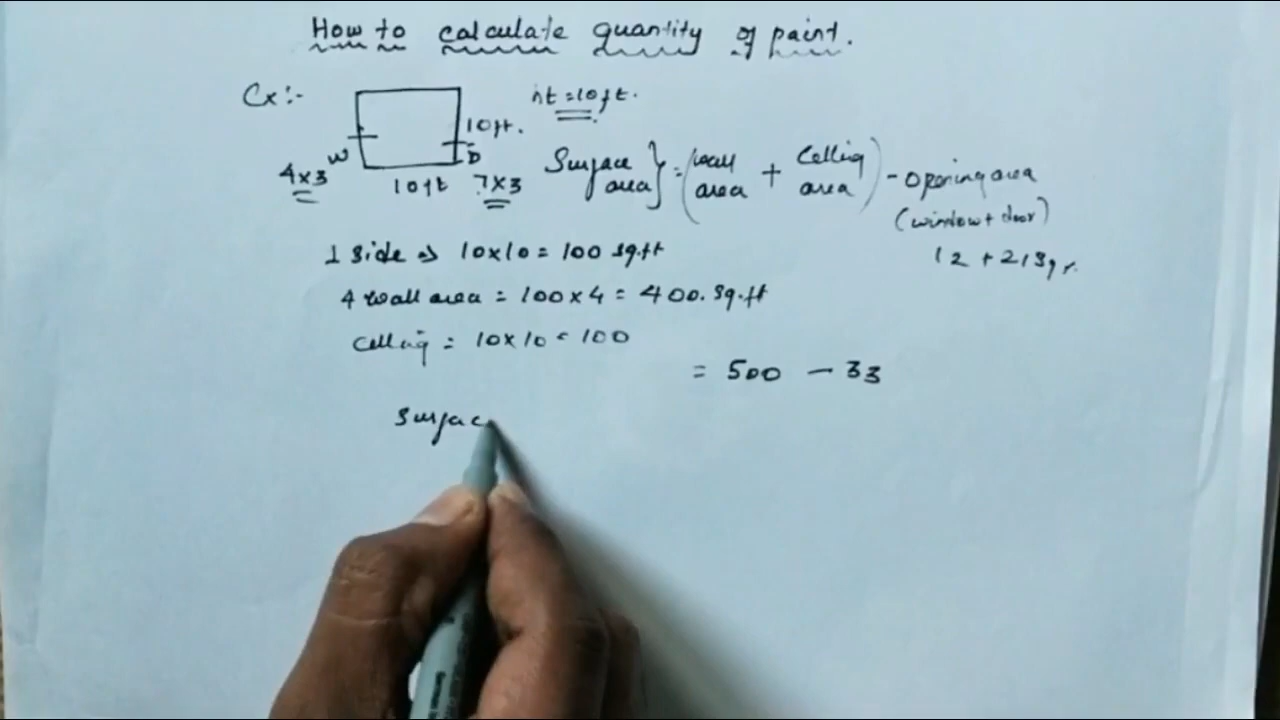 How to calculate quantity of paint.
Ex:-
ht = 10ft.
10ft.
W
D
4x3
10ft
7x3
Surface area } = (wall area + Celling area) - opening area
(window + door)
12 + 21 Sq.
1 Side ⇒ 10x10 = 100 sq.ft
4 wall area = 100 x 4 = 400. Sq.ft
Celling = 10x10 = 100
= 500 - 33
Surfac